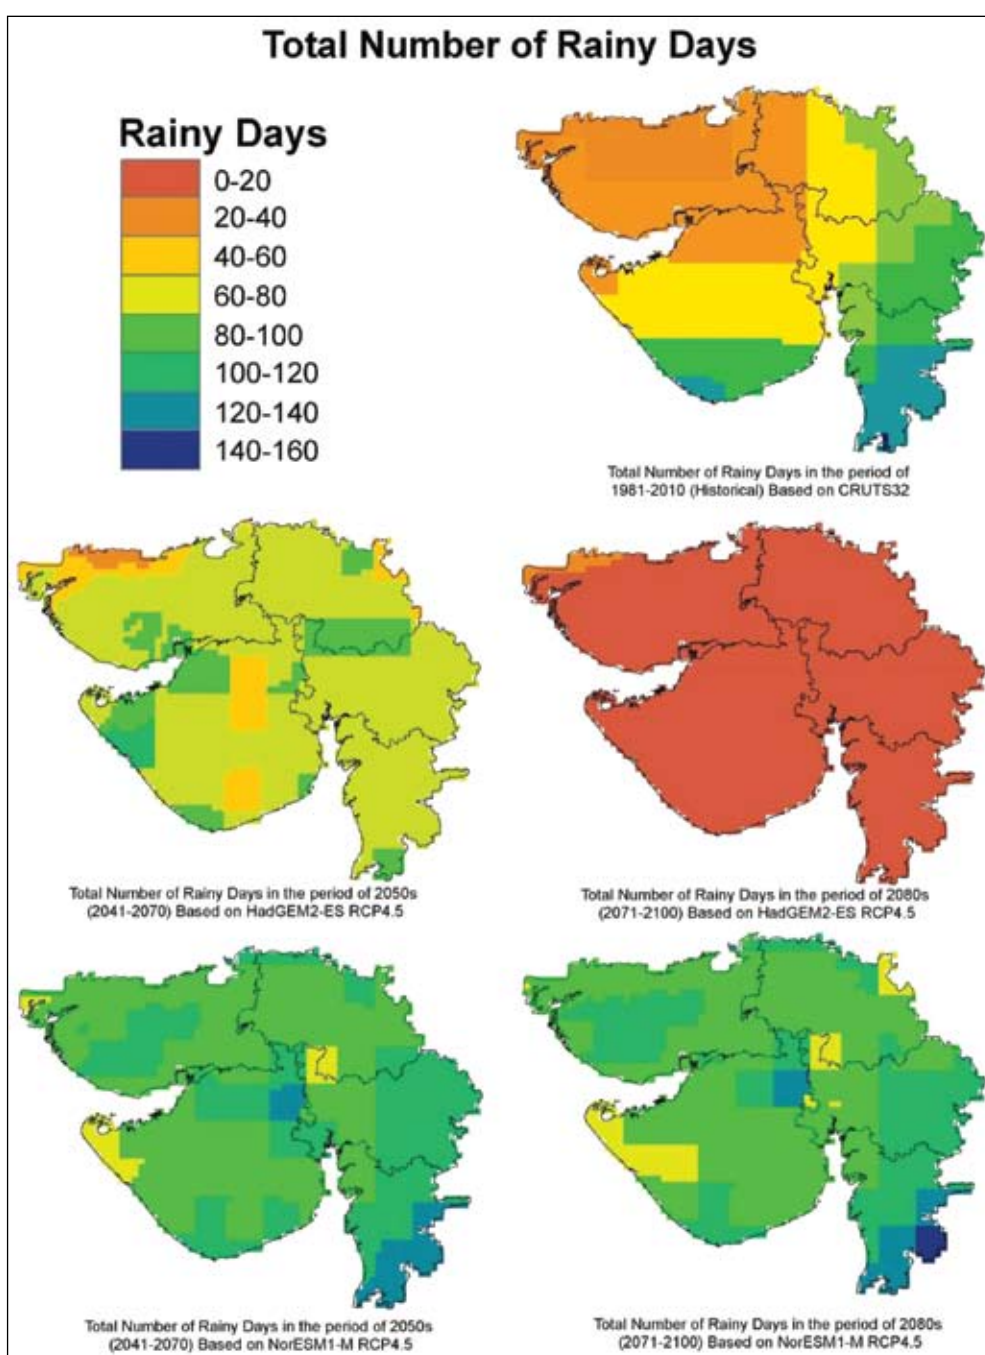 Total Number of Rainy Days
Rainy Days
0-20
20-40
40-60
60-80
80-100
100-120
120-140
140-160
Total Number of Rainy Days in the period of
1981-2010 (Historical) Based on CRUTS32
Total Number of Rainy Days in the period of 2050s
(2041-2070) Based on HadGEM2-ES RCP4.5
Total Number of Rainy Days in the period of 2080s
(2071-2100) Based on HadGEM2-ES RCP4.5
Total Number of Rainy Days in the period of 2050s
(2041-2070) Based on NorESM1-M RCP4.5
Total Number of Rainy Days in the period of 2080s
(2071-2100) Based on NorESM1-M RCP4.5